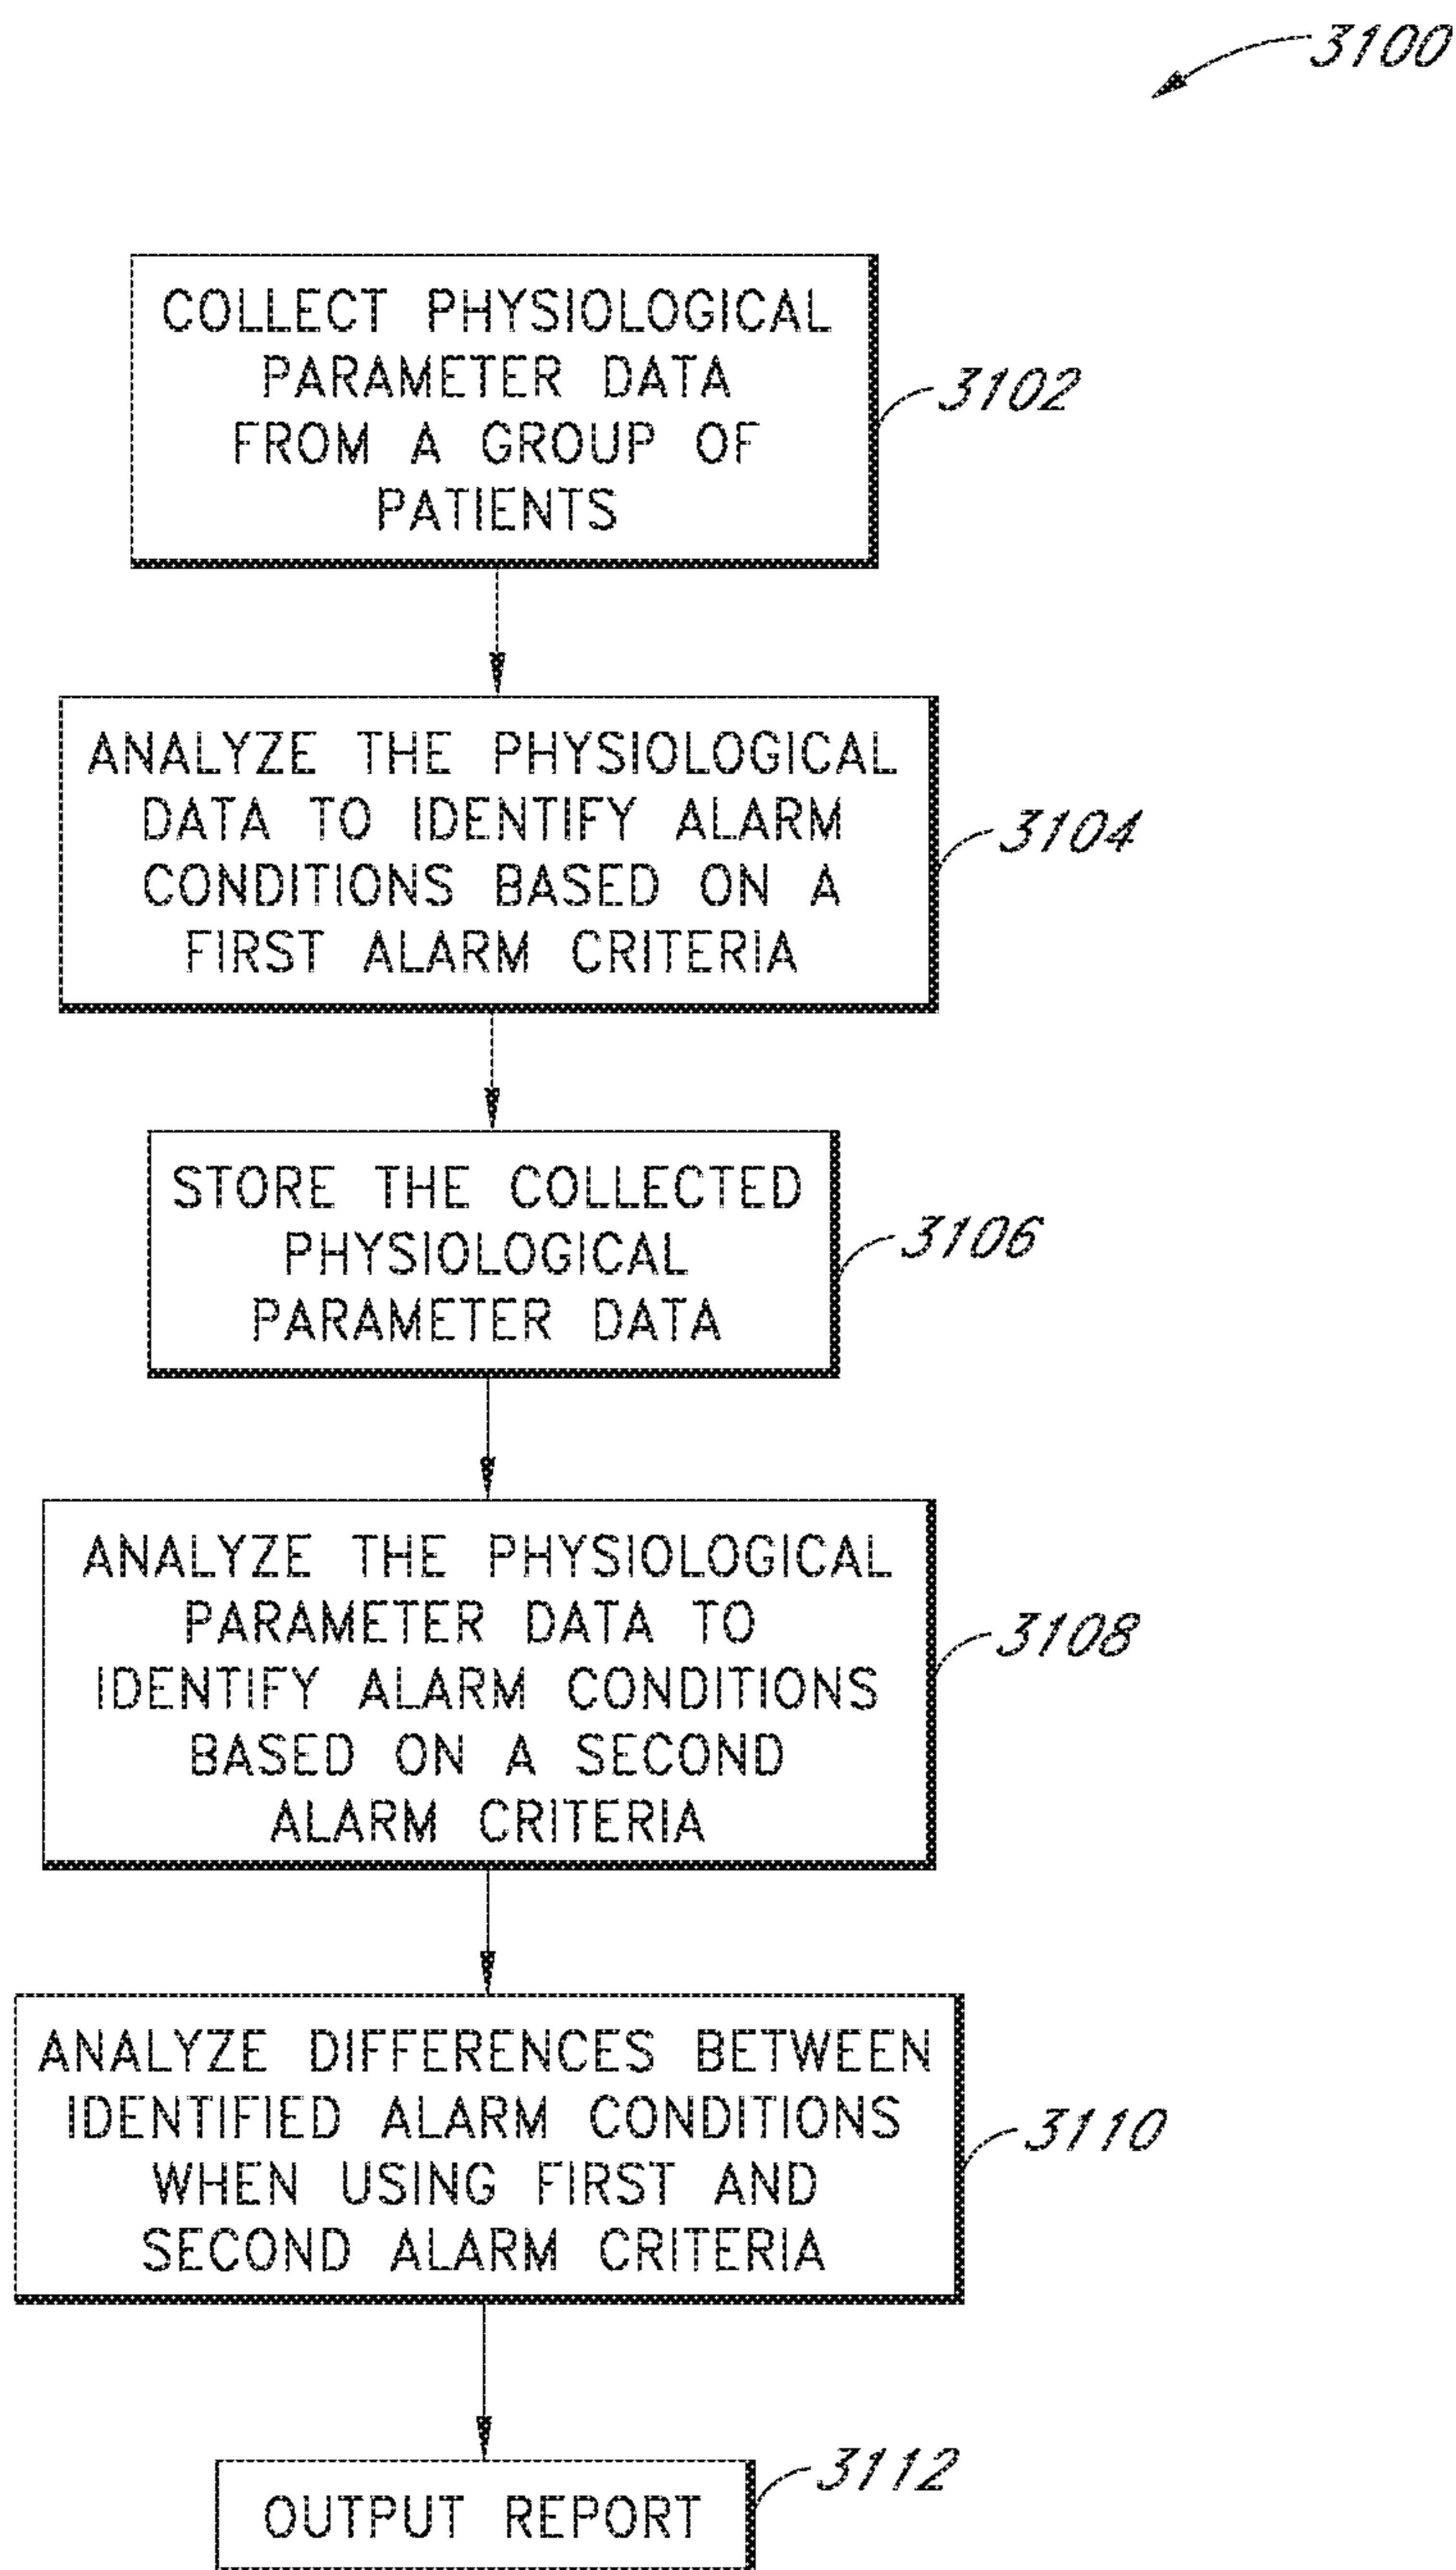 3100
COLLECT PHYSIOLOGICAL
PARAMETER DATA
FROM A GROUP OF
PATIENTS
3102
ANALYZE THE PHYSIOLOGICAL
DATA TO IDENTIFY ALARM
CONDITIONS BASED ON A
FIRST ALARM CRITERIA
3104
STORE THE COLLECTED
PHYSIOLOGICAL
PARAMETER DATA
3106
ANALYZE THE PHYSIOLOGICAL
PARAMETER DATA TO
IDENTIFY ALARM CONDITIONS
BASED ON A SECOND
ALARM CRITERIA
3108
ANALYZE DIFFERENCES BETWEEN
IDENTIFIED ALARM CONDITIONS
WHEN USING FIRST AND
SECOND ALARM CRITERIA
3110
OUTPUT REPORT
3112